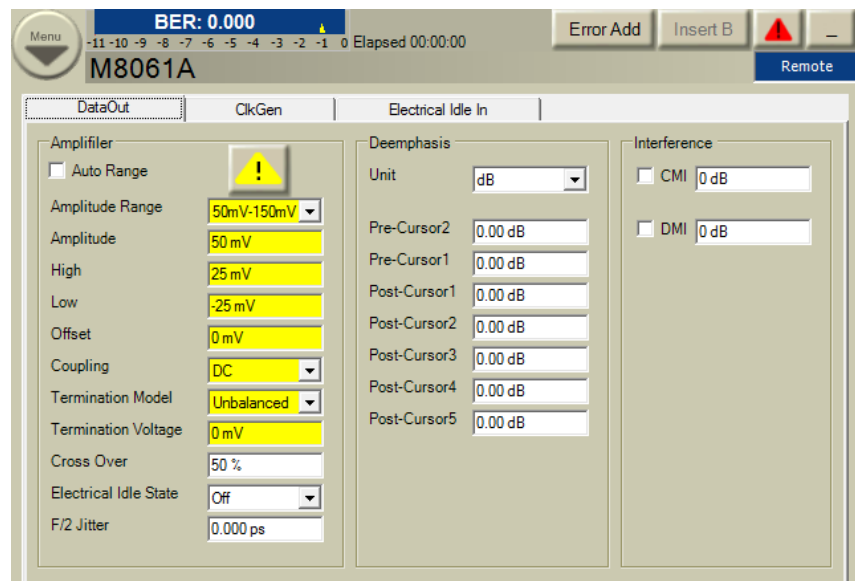 Menu
BER: 0.000
-11 -10 -9 -8 -7 -6 -5 -4 -3 -2 -1 0 Elapsed 00:00:00
Error Add
Insert B
_
M8061A
Remote
DataOut
ClkGen
Electrical Idle In
Amplifiler
Auto Range
!
Amplitude Range 50mV-150mV
Amplitude 50 mV
High 25 mV
Low -25 mV
Offset 0 mV
Coupling DC
Termination Model Unbalanced
Termination Voltage 0 mV
Cross Over 50 %
Electrical Idle State Off
F/2 Jitter 0.000 ps
Deemphasis
Unit dB
Pre-Cursor2 0.00 dB
Pre-Cursor1 0.00 dB
Post-Cursor1 0.00 dB
Post-Cursor2 0.00 dB
Post-Cursor3 0.00 dB
Post-Cursor4 0.00 dB
Post-Cursor5 0.00 dB
Interference
CMI 0 dB
DMI 0 dB